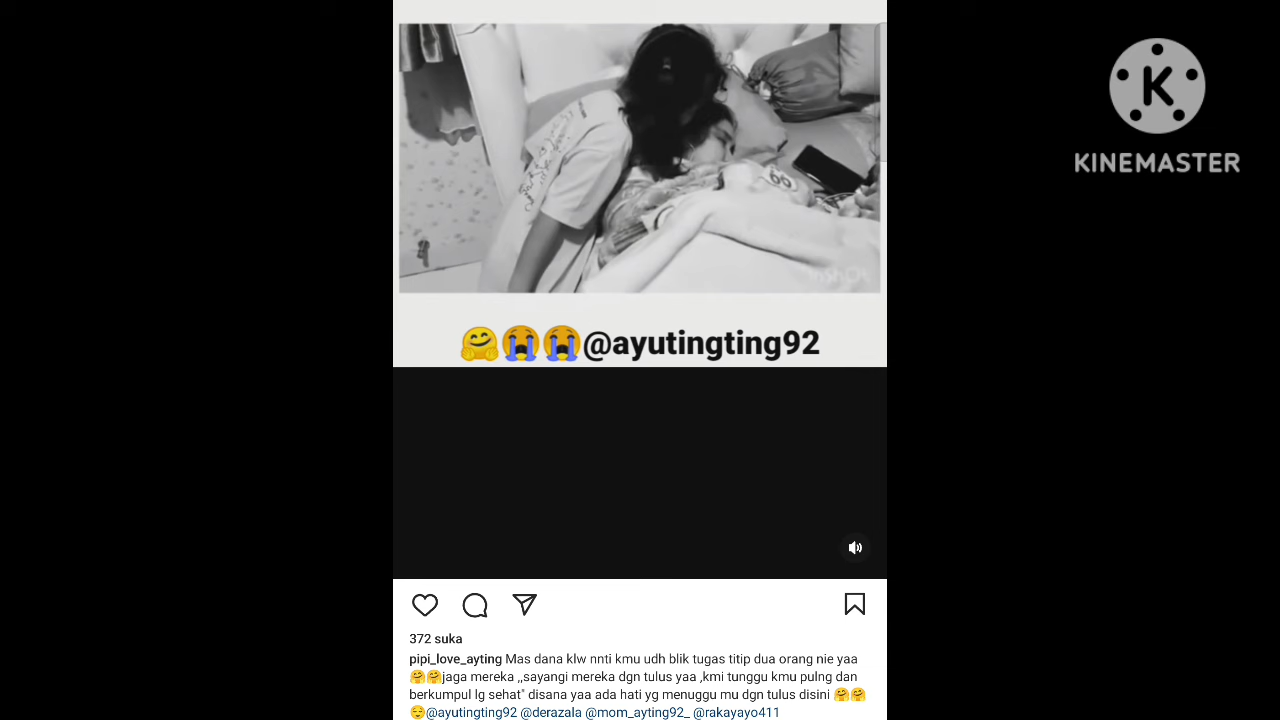 KINEMASTER
66
InShOt
🤗😭😭@ayutingting92
372 suka
pipi_love_ayting Mas dana klw nnti kmu udh blik tugas titip dua orang nie yaa
🤗🤗jaga mereka ,,sayangi mereka dgn tulus yaa ,kmi tunggu kmu pulng dan
berkumpul lg sehat" disana yaa ada hati yg menuggu mu dgn tulus disini 🤗🤗
😌@ayutingting92 @derazala @mom_ayting92_ @rakayayo411